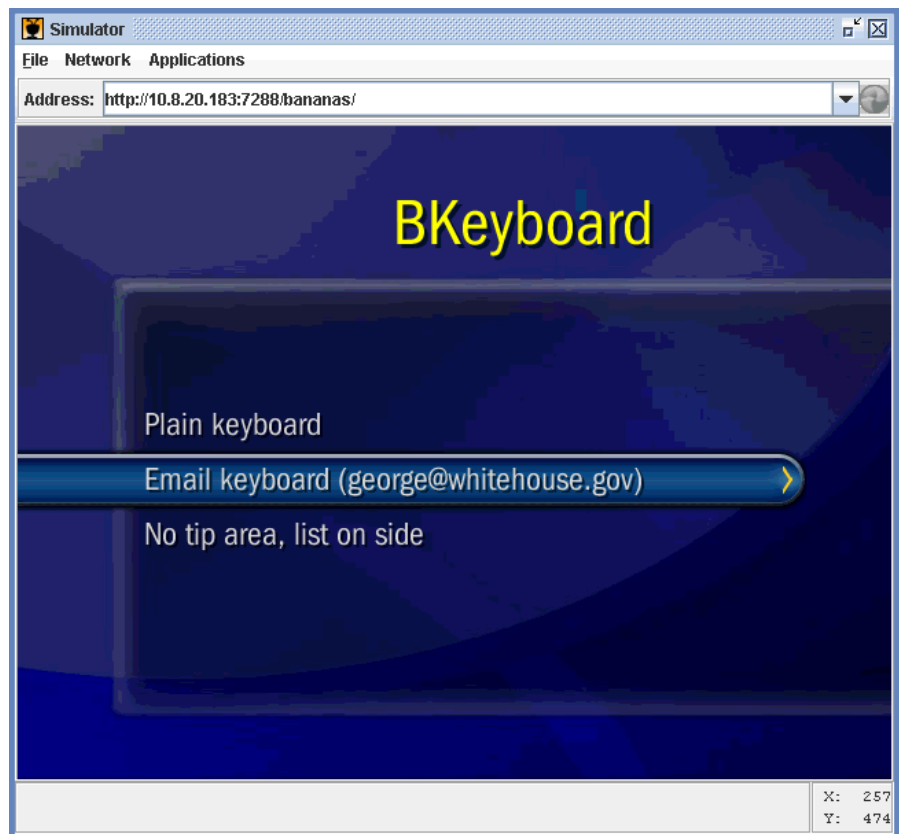 Simulator
File Network Applications
Address: http://10.8.20.183:7288/bananas/
BKeyboard
Plain keyboard
Email keyboard (george@whitehouse.gov)
No tip area, list on side
X: 257
Y: 474